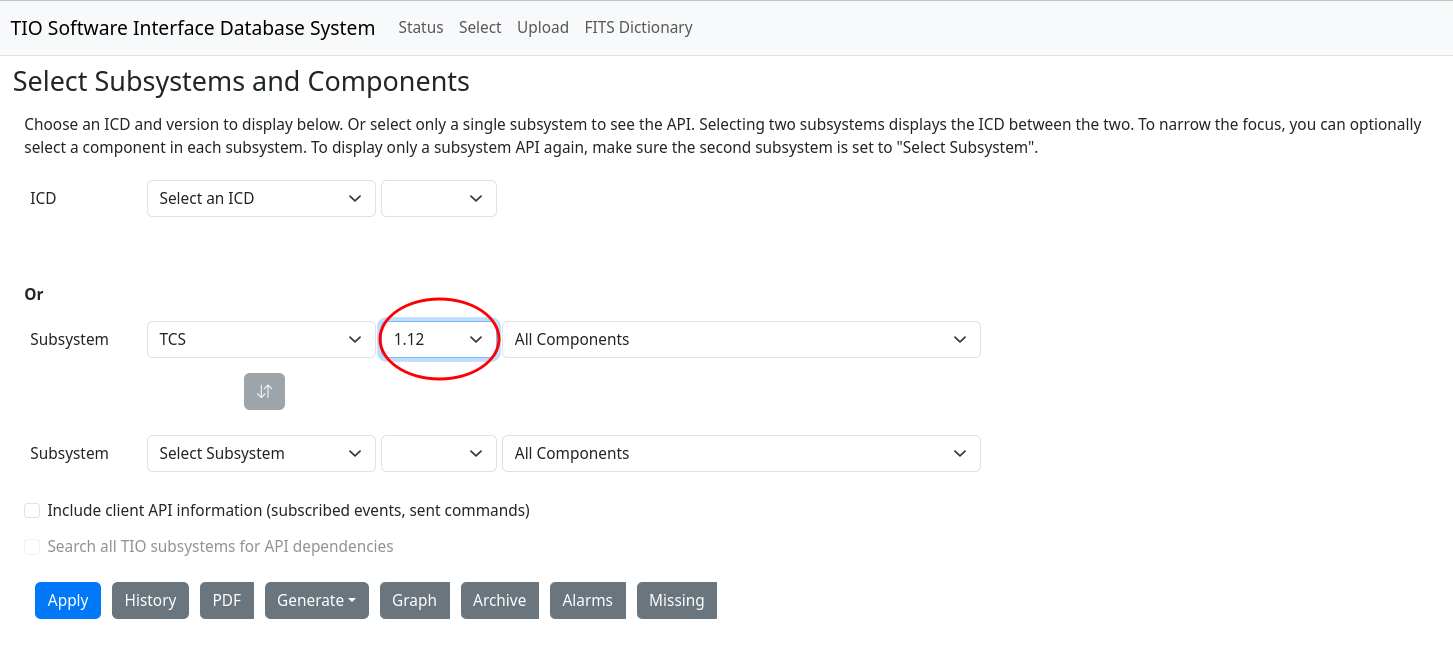 TIO Software Interface Database System Status Select Upload FITS Dictionary
Select Subsystems and Components
Choose an ICD and version to display below. Or select only a single subsystem to see the API. Selecting two subsystems displays the ICD between the two. To narrow the focus, you can optionally
select a component in each subsystem. To display only a subsystem API again, make sure the second subsystem is set to "Select Subsystem".
ICD Select an ICD
Or
Subsystem TCS 1.12 All Components
Subsystem Select Subsystem All Components
Include client API information (subscribed events, sent commands)
Search all TIO subsystems for API dependencies
Apply History PDF Generate Graph Archive Alarms Missing